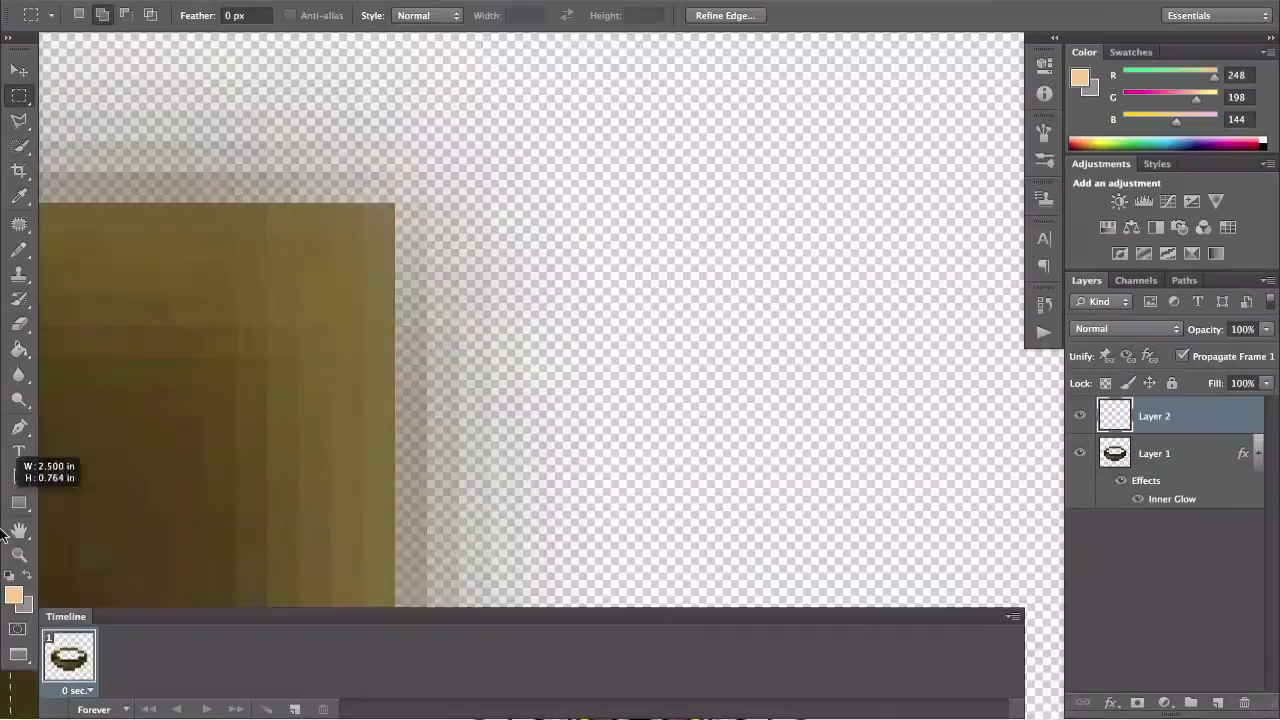 Feather: 0 px Anti-alias Style: Normal Width: Height: Refine Edge... Essentials
Color Swatches
R 248
G 198
B 144
Adjustments Styles
Add an adjustment
Layers Channels Paths
Kind
Normal Opacity: 100%
Unify: Propagate Frame 1
Lock: Fill: 100%
Layer 2
Layer 1 fx
Effects
Inner Glow
W: 2.500 in
H: 0.764 in
Timeline
1
0 sec.
Forever